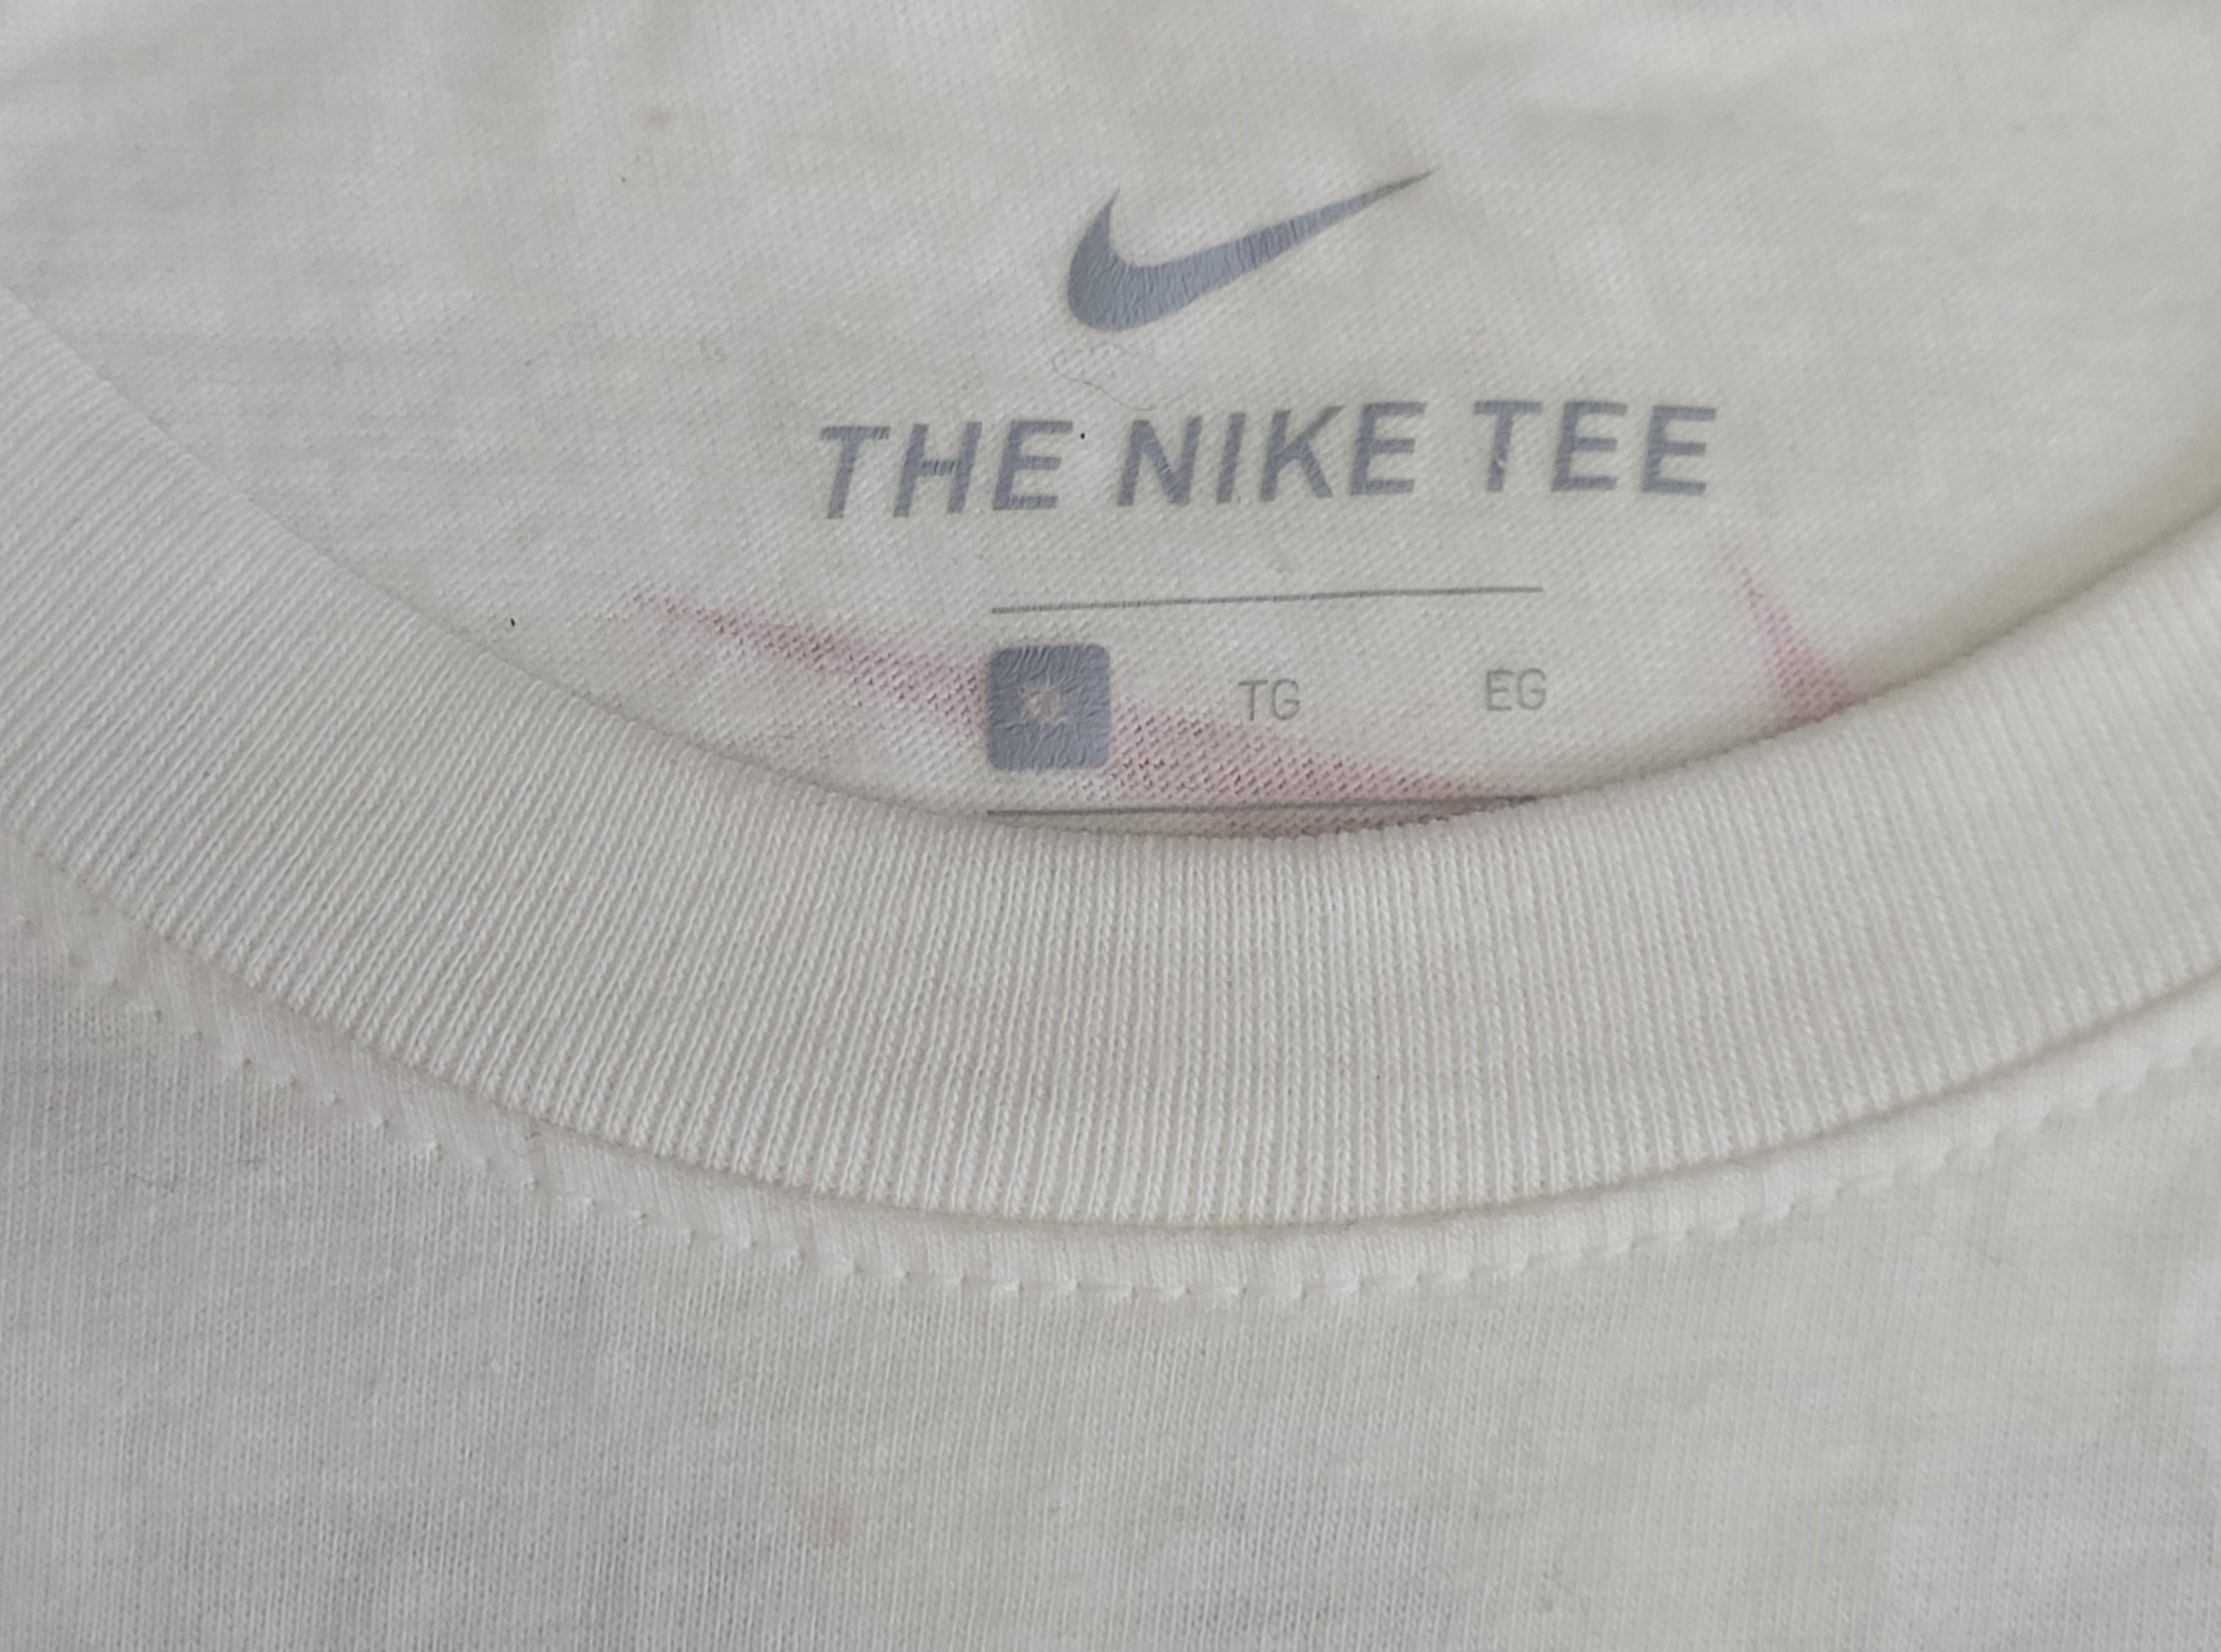 THE NIKE TEE
TG EG